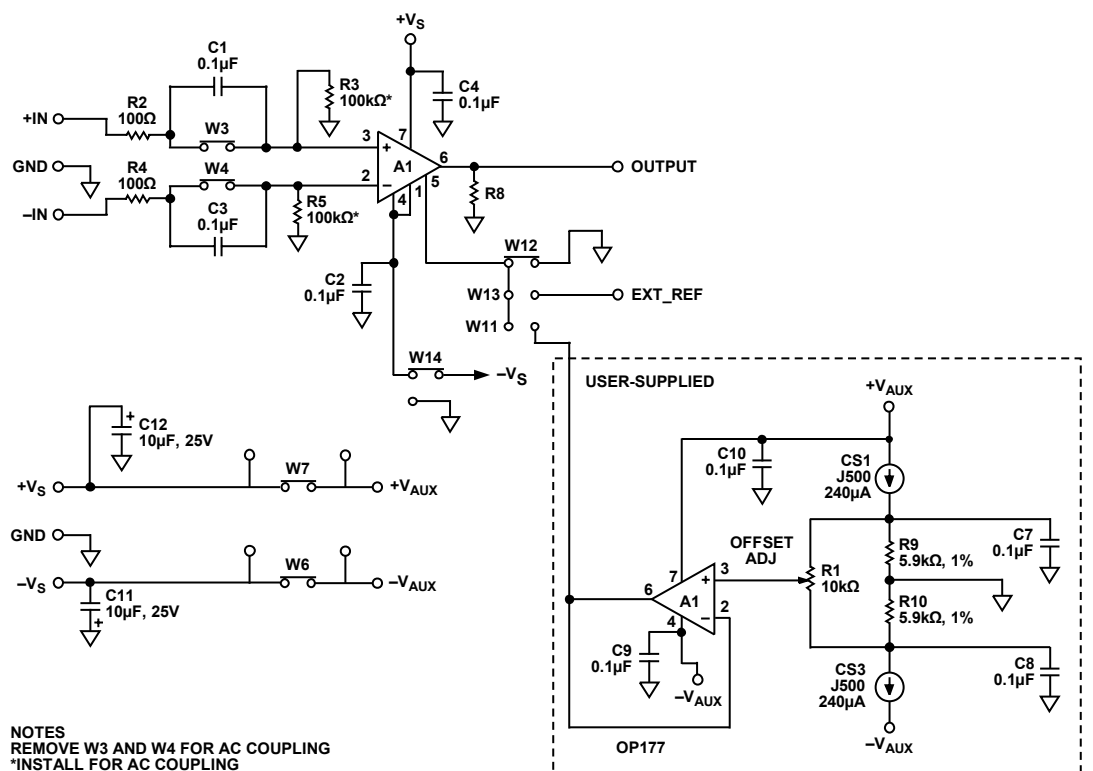 +VS
C1
0.1µF
R3
100kΩ*
C4
0.1µF
R2
100Ω
+IN
W3
3
7
+
A1
6
OUTPUT
GND
R4
100Ω
W4
2
–
4
1
5
R8
–IN
C3
0.1µF
R5
100kΩ*
W12
C2
0.1µF
W13
EXT_REF
W11
W14
–VS
USER-SUPPLIED
+VAUX
+
C12
10µF, 25V
C10
0.1µF
CS1
J500
240µA
+VS
W7
+VAUX
GND
OFFSET
ADJ
R9
5.9kΩ, 1%
C7
0.1µF
–VS
W6
–VAUX
7
+
3
R1
10kΩ
6
A1
C11
10µF, 25V
+
4
–
2
R10
5.9kΩ, 1%
C9
0.1µF
–VAUX
CS3
J500
240µA
C8
0.1µF
–VAUX
OP177
NOTES
REMOVE W3 AND W4 FOR AC COUPLING
*INSTALL FOR AC COUPLING